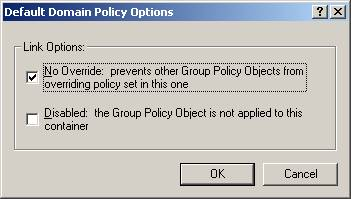 Default Domain Policy Options
Link Options:
No Override:  prevents other Group Policy Objects from
overriding policy set in this one
Disabled:  the Group Policy Object is not applied to this
container
OK
Cancel